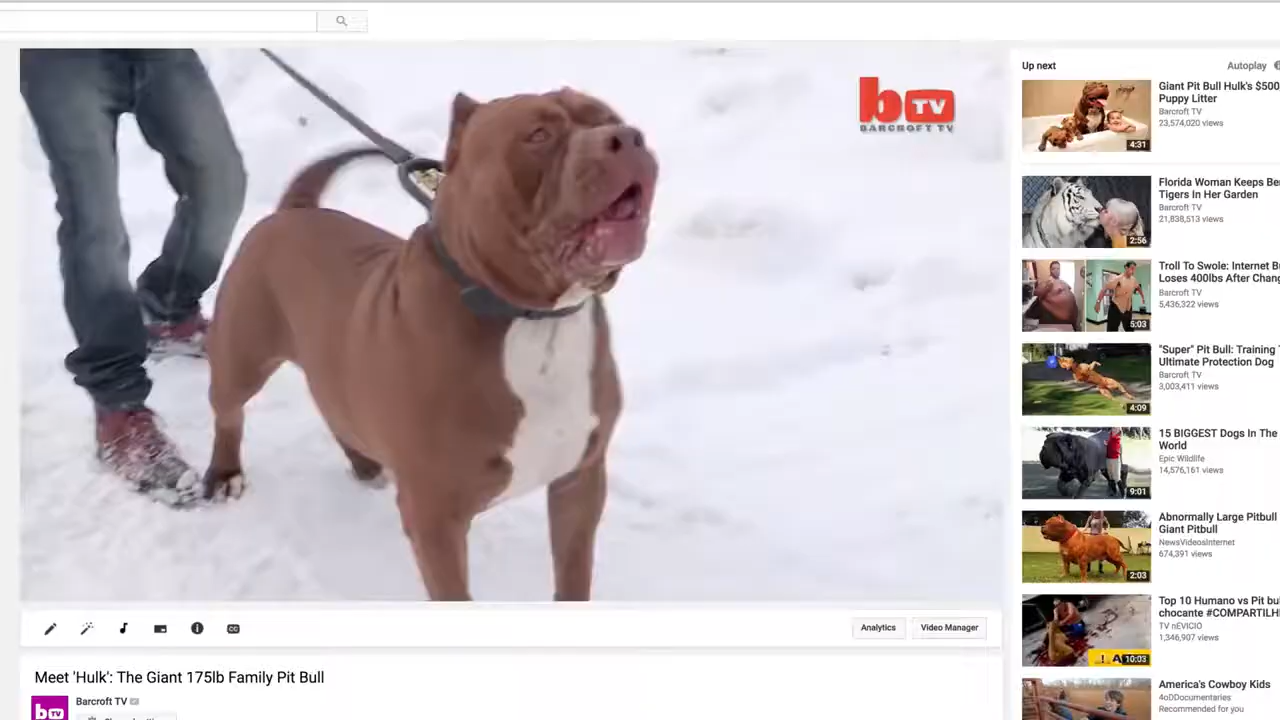 b TV
BARCROFT TV
Up next
Autoplay
Giant Pit Bull Hulk's $500
Puppy Litter
Barcroft TV
23,574,020 views
4:31
Florida Woman Keeps Be
Tigers In Her Garden
Barcroft TV
21,838,513 views
2:56
Troll To Swole: Internet B
Loses 400lbs After Chan
Barcroft TV
5,436,322 views
5:03
"Super" Pit Bull: Training
Ultimate Protection Dog
Barcroft TV
3,003,411 views
4:09
15 BIGGEST Dogs In The
World
Epic Wildlife
14,576,161 views
9:01
Abnormally Large Pitbull
Giant Pitbull
NewsVideosInternet
674,391 views
2:03
Top 10 Humano vs Pit bu
chocante #COMPARTILH
TV nEVICIO
1,346,907 views
10:03
America's Cowboy Kids
4oDDocumentaries
Recommended for you
CC
Analytics
Video Manager
Meet 'Hulk': The Giant 175lb Family Pit Bull
Barcroft TV
b TV